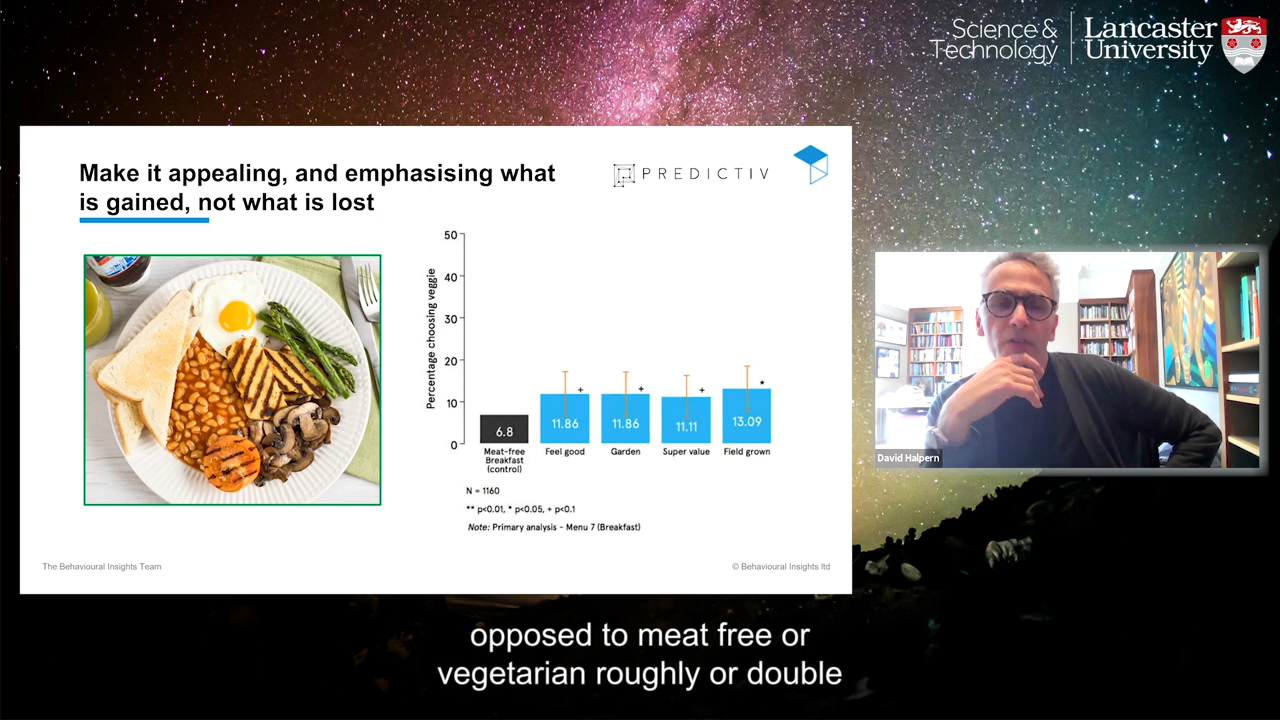 Science &
Technology
Lancaster
University
Make it appealing, and emphasising what
is gained, not what is lost
PREDICTIV
Percentage choosing veggie
50
40
30
20
10
0
6.8
11.86
+
11.86
+
11.11
+
13.09
*
Meat-free
Breakfast
(control)
Feel good
Garden
Super value
Field grown
N = 1160
** p<0.01, * p<0.05, + p<0.1
Note: Primary analysis - Menu 7 (Breakfast)
The Behavioural Insights Team
© Behavioural Insights ltd
David Halpern
opposed to meat free or
vegetarian roughly or double